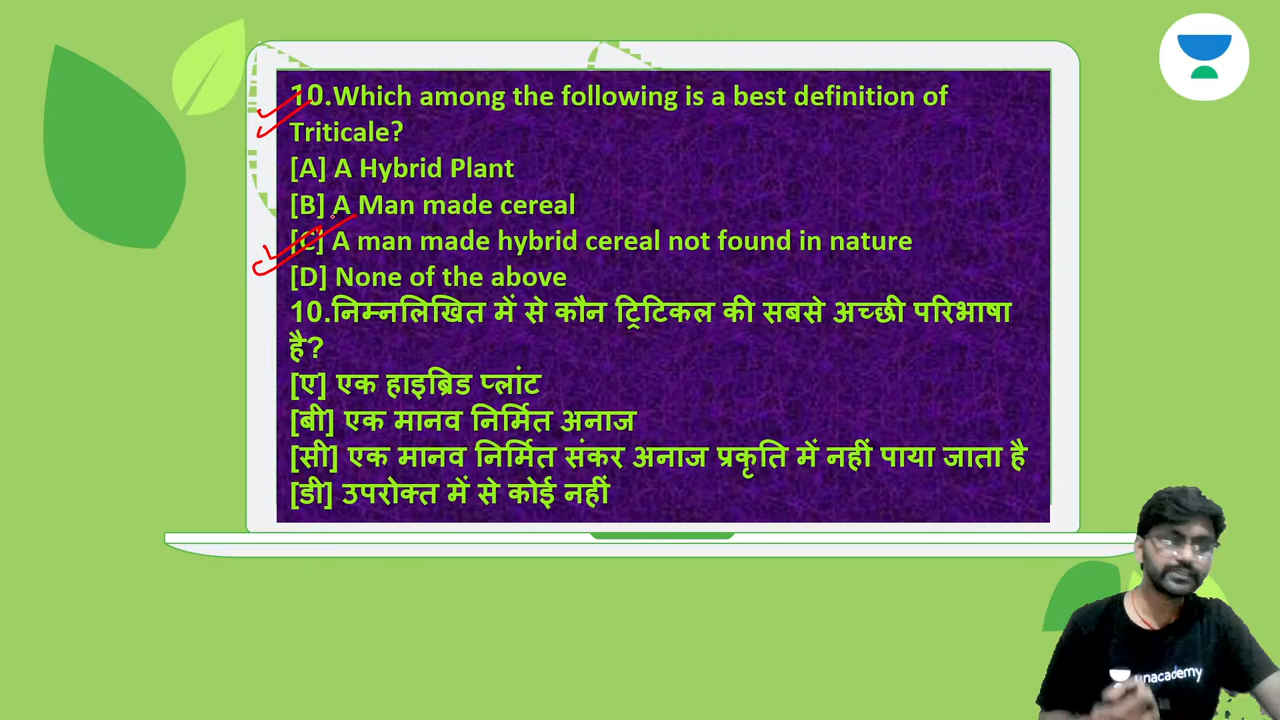 10.Which among the following is a best definition of
Triticale?
[A] A Hybrid Plant
[B] A Man made cereal
[C] A man made hybrid cereal not found in nature
[D] None of the above
10.निम्नलिखित में से कौन ट्रिटिकल की सबसे अच्छी परिभाषा
है?
[ए] एक हाइब्रिड प्लांट
[बी] एक मानव निर्मित अनाज
[सी] एक मानव निर्मित संकर अनाज प्रकृति में नहीं पाया जाता है
[डी] उपरोक्त में से कोई नहीं
unacademy